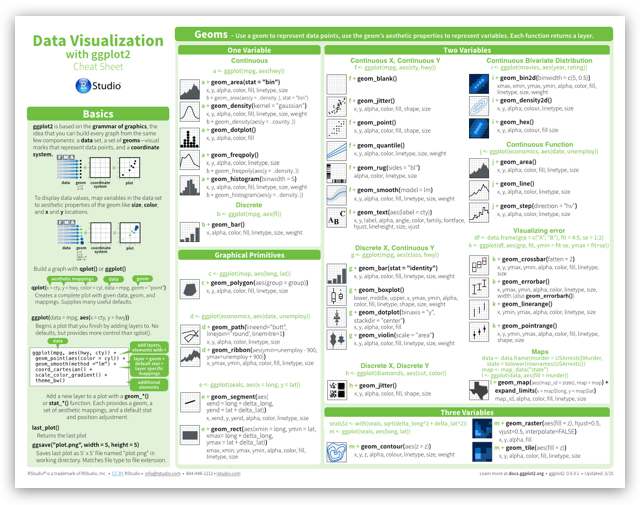 Data Visualization
with ggplot2
Cheat Sheet
R Studio
Basics
ggplot2 is based on the grammar of graphics, the
idea that you can build every graph from the same
few components: a data set, a set of geoms—visual
marks that represent data points, and a coordinate
system.
data geom coordinate system plot
To display data values, map variables in the data set
to aesthetic properties of the geom like size, color,
and x and y locations.
data geom coordinate system plot
Build a graph with qplot() or ggplot()
aesthetic mappings data geom
qplot(x = cty, y = hwy, color = cyl, data = mpg, geom = "point")
Creates a complete plot with given data, geom, and
mappings. Supplies many useful defaults.
ggplot(data = mpg, aes(x = cty, y = hwy))
Begins a plot that you finish by adding layers to. No
defaults, but provides more control than qplot().
data
ggplot(mpg, aes(hwy, cty)) +
geom_point(aes(color = cyl)) +
geom_smooth(method ="lm") +
coord_cartesian() +
scale_color_gradient() +
theme_bw()
add layers,
elements with +
layer = geom +
default stat +
layer specific
mappings
additional
elements
Add a new layer to a plot with a geom_*()
or stat_*() function. Each provides a geom, a
set of aesthetic mappings, and a default stat
and position adjustment.
last_plot()
Returns the last plot
ggsave("plot.png", width = 5, height = 5)
Saves last plot as 5' x 5' file named "plot.png" in
working directory. Matches file type to file extension.
Geoms - Use a geom to represent data points, use the geom's aesthetic properties to represent variables. Each function returns a layer.
One Variable
Continuous
a <- ggplot(mpg, aes(hwy))
a + geom_area(stat = "bin")
x, y, alpha, color, fill, linetype, size
b + geom_area(aes(y = ..density..), stat = "bin")
a + geom_density(kernel = "gaussian")
x, y, alpha, color, fill, linetype, size, weight
b + geom_density(aes(y = ..county..))
a + geom_dotplot()
x, y, alpha, color, fill
a + geom_freqpoly()
x, y, alpha, color, linetype, size
b + geom_freqpoly(aes(y = ..density..))
a + geom_histogram(binwidth = 5)
x, y, alpha, color, fill, linetype, size, weight
b + geom_histogram(aes(y = ..density..))
Discrete
b <- ggplot(mpg, aes(fl))
b + geom_bar()
x, alpha, color, fill, linetype, size, weight
Graphical Primitives
c <- ggplot(map, aes(long, lat))
c + geom_polygon(aes(group = group))
x, y, alpha, color, fill, linetype, size
d <- ggplot(economics, aes(date, unemploy))
d + geom_path(lineend="butt",
linejoin="round", linemitre=1)
x, y, alpha, color, linetype, size
d + geom_ribbon(aes(ymin=unemploy - 900,
ymax=unemploy + 900))
x, ymax, ymin, alpha, color, fill, linetype, size
e <- ggplot(seals, aes(x = long, y = lat))
e + geom_segment(aes(
xend = long + delta_long,
yend = lat + delta_lat))
x, xend, y, yend, alpha, color, linetype, size
e + geom_rect(aes(xmin = long, ymin = lat,
xmax= long + delta_long,
ymax = lat + delta_lat))
xmax, xmin, ymax, ymin, alpha, color, fill,
linetype, size
Two Variables
Continuous X, Continuous Y
f <- ggplot(mpg, aes(cty, hwy))
f + geom_blank()
f + geom_jitter()
x, y, alpha, color, fill, shape, size
f + geom_point()
x, y, alpha, color, fill, shape, size
f + geom_quantile()
x, y, alpha, color, linetype, size, weight
f + geom_rug(sides = "bl")
alpha, color, linetype, size
f + geom_smooth(model = lm)
x, y, alpha, color, fill, linetype, size, weight
f + geom_text(aes(label = cty))
x, y, label, alpha, angle, color, family, fontface,
hjust, lineheight, size, vjust
Discrete X, Continuous Y
g <- ggplot(mpg, aes(class, hwy))
g + geom_bar(stat = "identity")
x, y, alpha, color, fill, linetype, size, weight
g + geom_boxplot()
lower, middle, upper, x, ymax, ymin, alpha,
color, fill, linetype, shape, size, weight
g + geom_dotplot(binaxis = "y",
stackdir = "center")
x, y, alpha, color, fill
g + geom_violin(scale = "area")
x, y, alpha, color, fill, linetype, size, weight
Discrete X, Discrete Y
h <- ggplot(diamonds, aes(cut, color))
h + geom_jitter()
x, y, alpha, color, fill, shape, size
Continuous Bivariate Distribution
i <- ggplot(movies, aes(year, rating))
i + geom_bin2d(binwidth = c(5, 0.5))
xmax, xmin, ymax, ymin, alpha, color, fill,
linetype, size, weight
i + geom_density2d()
x, y, alpha, colour, linetype, size
i + geom_hex()
x, y, alpha, colour, fill size
Continuous Function
j <- ggplot(economics, aes(date, unemploy))
j + geom_area()
x, y, alpha, color, fill, linetype, size
j + geom_line()
x, y, alpha, color, linetype, size
j + geom_step(direction = "hv")
x, y, alpha, color, linetype, size
Visualizing error
df <- data.frame(grp = c("A", "B"), fit = 4:5, se = 1:2)
k <- ggplot(df, aes(grp, fit, ymin = fit-se, ymax = fit+se))
k + geom_crossbar(fatten = 2)
x, y, ymax, ymin, alpha, color, fill, linetype,
size
k + geom_errorbar()
x, ymax, ymin, alpha, color, linetype, size,
width (also geom_errorbarh())
k + geom_linerange()
x, ymin, ymax, alpha, color, linetype, size
k + geom_pointrange()
x, y, ymin, ymax, alpha, color, fill, linetype,
shape, size
Maps
data <- data.frame(murder = USArrests$Murder,
state = tolower(rownames(USArrests)))
map <- map_data("state")
l <- ggplot(data, aes(fill = murder))
l + geom_map(aes(map_id = state), map = map) +
expand_limits(x = map$long, y = map$lat)
map_id, alpha, color, fill, linetype, size
Three Variables
seals$z <- with(seals, sqrt(delta_long^2 + delta_lat^2))
m <- ggplot(seals, aes(long, lat))
m + geom_contour(aes(z = z))
x, y, z, alpha, colour, linetype, size, weight
m + geom_raster(aes(fill = z), hjust=0.5,
vjust=0.5, interpolate=FALSE)
x, y, alpha, fill
m + geom_tile(aes(fill = z))
x, y, alpha, color, fill, linetype, size
RStudio® is a trademark of RStudio, Inc. • CC BY RStudio • info@rstudio.com • 844-448-1212 • rstudio.com
Learn more at docs.ggplot2.org • ggplot2 0.9.3.1 • Updated: 3/15